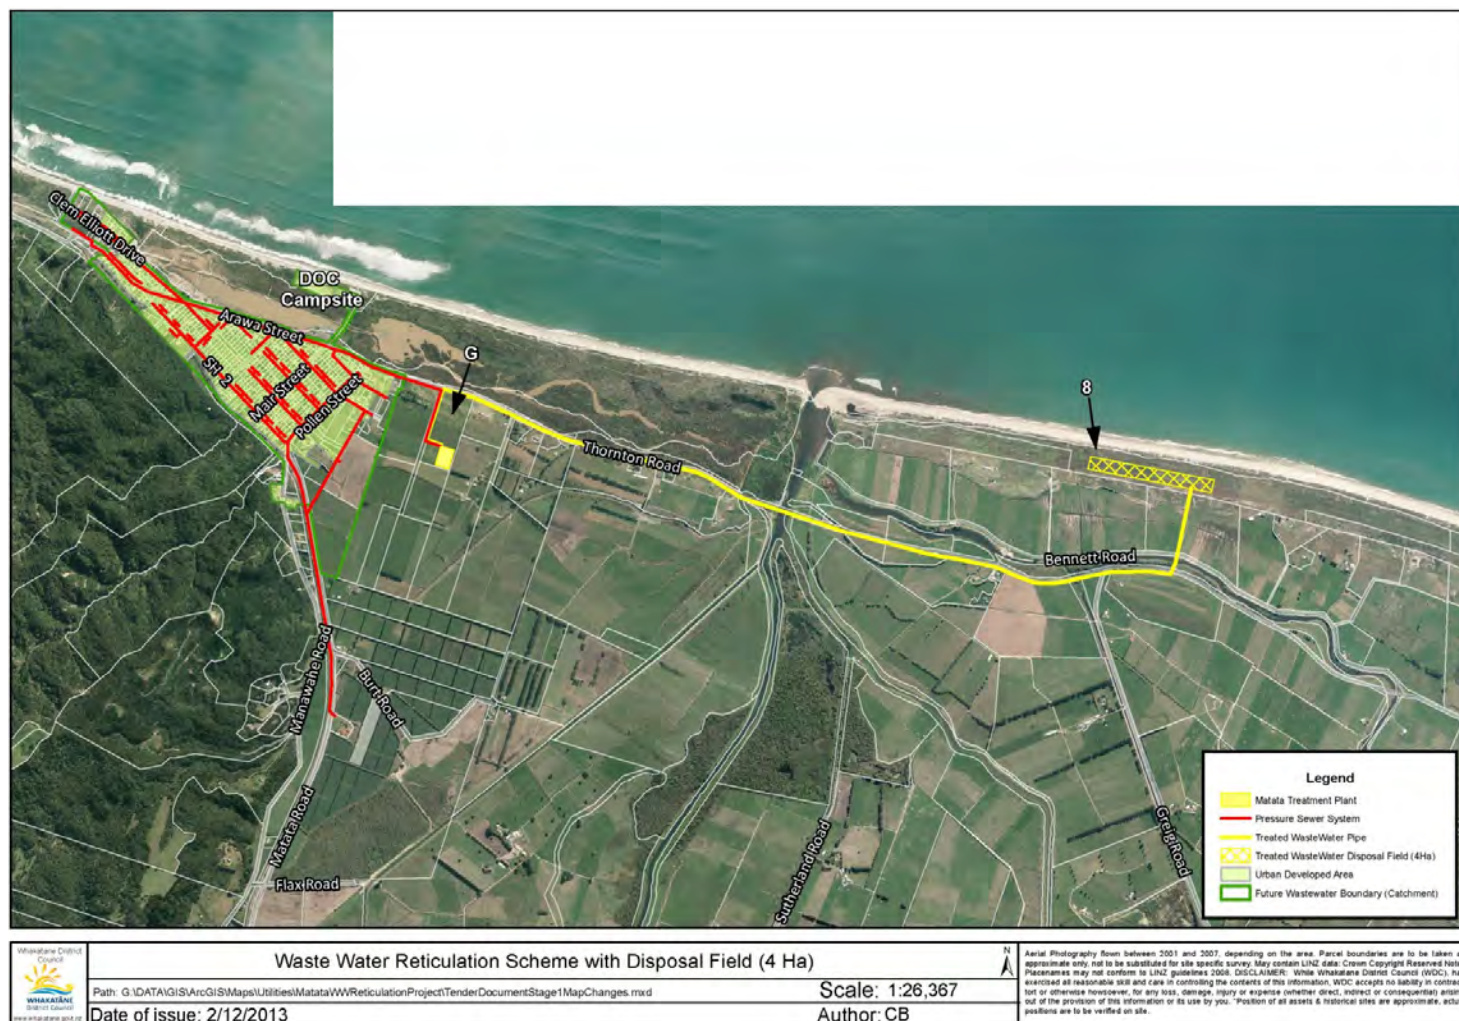 Clem Elliott Drive
DOC
Campsite
Arawa Street
G
SH 2
Mair Street
Pollen Street
8
Thornton Road
Bennett Road
Manawahe Road
Burt Road
Matata Road
Flax Road
Sutherland Road
Greig Road
Legend
Matata Treatment Plant
Pressure Sewer System
Treated WasteWater Pipe
Treated WasteWater Disposal Field (4Ha)
Urban Developed Area
Future Wastewater Boundary (Catchment)
Whakatane District
Council
WHAKATĀNE
District Council
www.whakatane.govt.nz
Waste Water Reticulation Scheme with Disposal Field (4 Ha)
N
Path: G:\DATA\GIS\ArcGIS\Maps\Utilities\MatataWWReticulationProject\TenderDocumentStage1MapChanges.mxd
Scale: 1:26,367
Date of issue: 2/12/2013
Author: CB
Aerial Photography flown between 2001 and 2007, depending on the area. Parcel boundaries are to be taken
approximate only, not to be substituted for site specific survey. May contain LINZ data: Crown Copyright Reserved
Placenames may not conform to LINZ guidelines 2008. DISCLAIMER: While Whakatane District Council (WDC),
exercised all reasonable skill and care in controlling the contents of this information, WDC accepts no liability in
tort or otherwise howsoever, for any loss, damage, injury or expense (whether direct, indirect or consequential)
out of the provision of this information or its use by you. *Position of all assets & historical sites are approximate,
positions are to be verified on site.